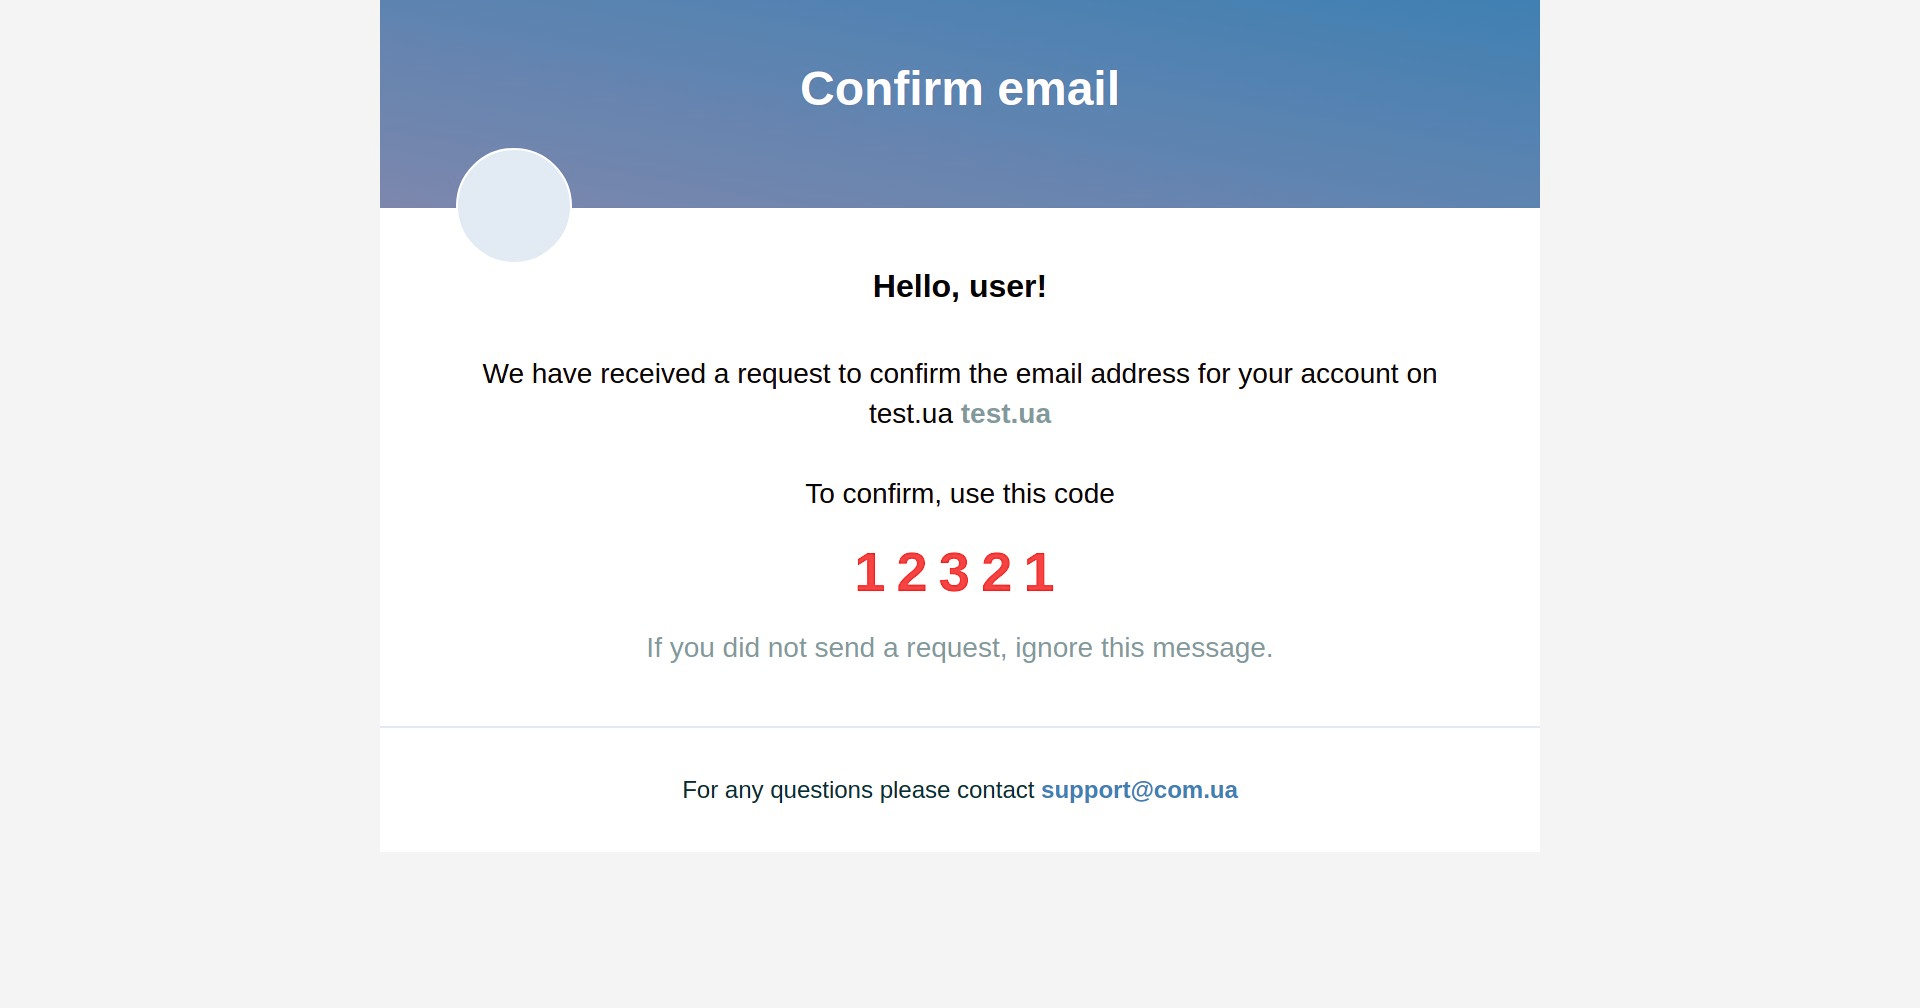 Confirm email
Hello, user!
We have received a request to confirm the email address for your account on
test.ua test.ua
To confirm, use this code
12321
If you did not send a request, ignore this message.
For any questions please contact support@com.ua